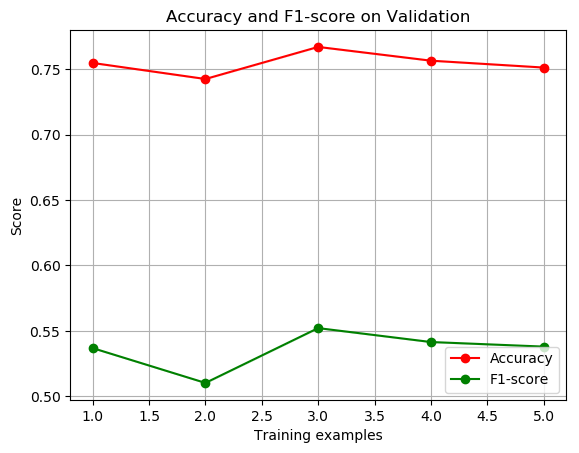 Accuracy and F1-score on Validation
0.75
0.70
0.65
0.60
0.55
0.50
Score
Accuracy
F1-score
1.0 1.5 2.0 2.5 3.0 3.5 4.0 4.5 5.0
Training examples